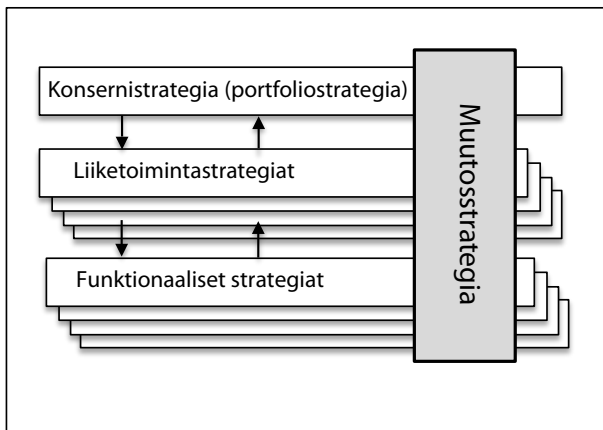 Konsernistrategia (portfoliostrategia)
Liiketoimintastrategiat
Funktionaaliset strategiat
Muutosstrategia